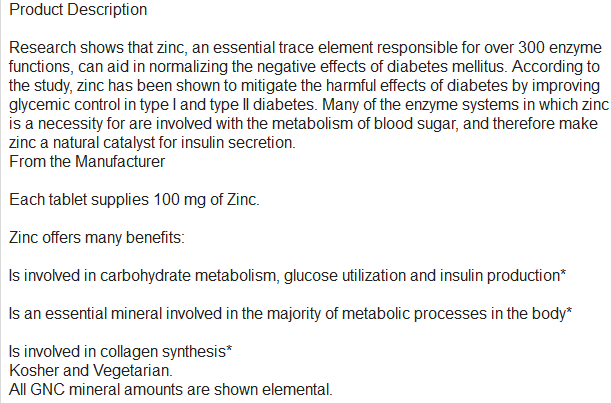 Product Description
Research shows that zinc, an essential trace element responsible for over 300 enzyme
functions, can aid in normalizing the negative effects of diabetes mellitus. According to
the study, zinc has been shown to mitigate the harmful effects of diabetes by improving
glycemic control in type I and type II diabetes. Many of the enzyme systems in which zinc
is a necessity for are involved with the metabolism of blood sugar, and therefore make
zinc a natural catalyst for insulin secretion.
From the Manufacturer
Each tablet supplies 100 mg of Zinc.
Zinc offers many benefits:
Is involved in carbohydrate metabolism, glucose utilization and insulin production*
Is an essential mineral involved in the majority of metabolic processes in the body*
Is involved in collagen synthesis*
Kosher and Vegetarian.
All GNC mineral amounts are shown elemental.